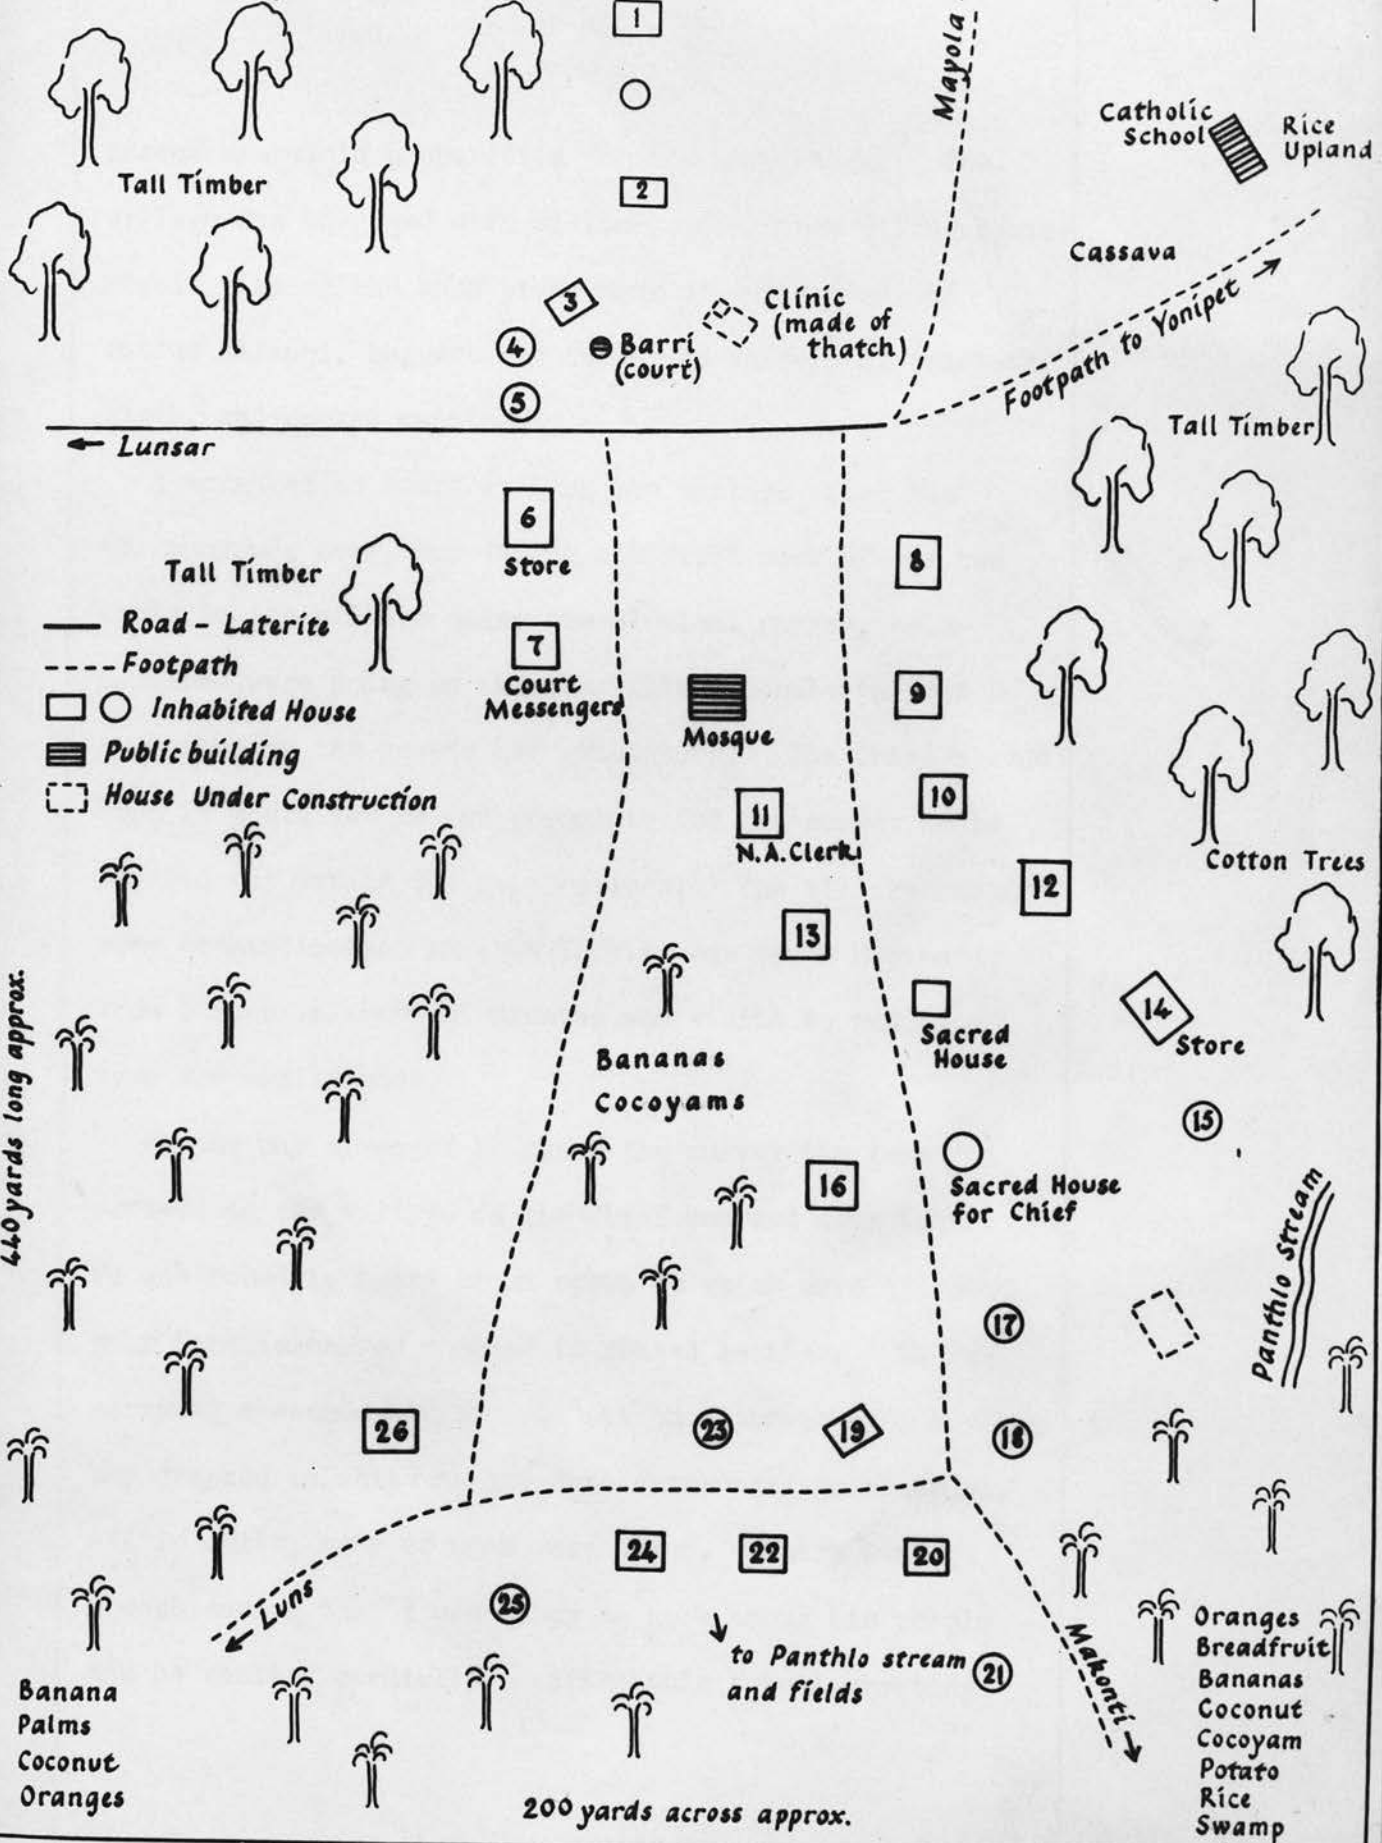 1
Mayola
Catholic
School
Rice
Upland
Tall Timber
2
Cassava
3
Clinic
(made of
thatch)
4
Barri
(court)
Footpath to Yonipet
5
Tall Timber
Lunsar
6
Store
8
Tall Timber
Road - Laterite
Footpath
Inhabited House
Public building
House Under Construction
7
Court
Messengers
Mosque
9
10
11
N.A. Clerk
12
Cotton Trees
13
440 yards long approx.
14
Store
Sacred
House
Bananas
Cocoyams
15
16
Sacred House
for Chief
Panthlo Stream
17
26
23
19
18
24
22
20
Luns
25
to Panthlo stream
and fields
21
Makonti
Oranges
Breadfruit
Bananas
Coconut
Cocoyam
Potato
Rice
Swamp
Banana
Palms
Coconut
Oranges
200 yards across approx.